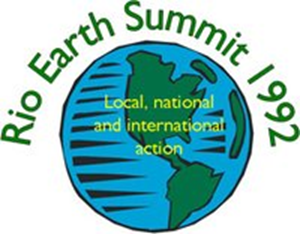 Rio Earth Summit 1992
Local, national
and international
action